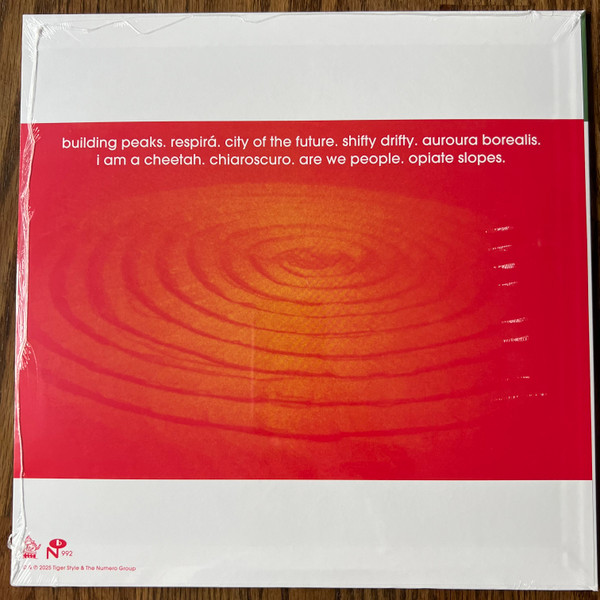 building peaks. respirá. city of the future. shifty drifty. auroura borealis.
i am a cheetah. chiaroscuro. are we people. opiate slopes.
b
N 992
℗ 2025 Tiger Style & The Numero Group